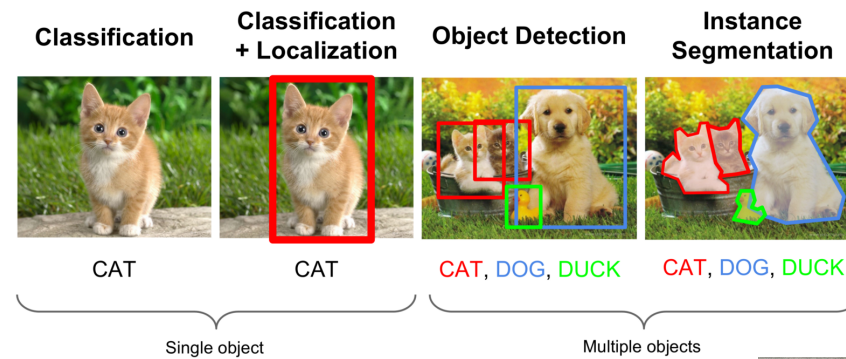 Classification
Classification
+ Localization
Object Detection
Instance
Segmentation
CAT
CAT
CAT, DOG, DUCK
CAT, DOG, DUCK
Single object
Multiple objects